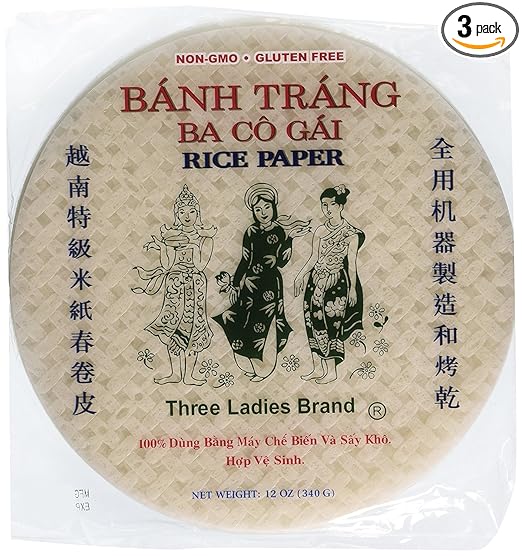 3 pack
NON-GMO • GLUTEN FREE
BÁNH TRÁNG
BA CÔ GÁI
RICE PAPER
越南特級米紙春卷皮
全用机器製造和烤乾
Three Ladies Brand ®
100% Dùng Bằng Máy Chế Biến Và Sấy Khô.
Hợp Vệ Sinh.
NET WEIGHT: 12 OZ (340 G)
MFG
EXP